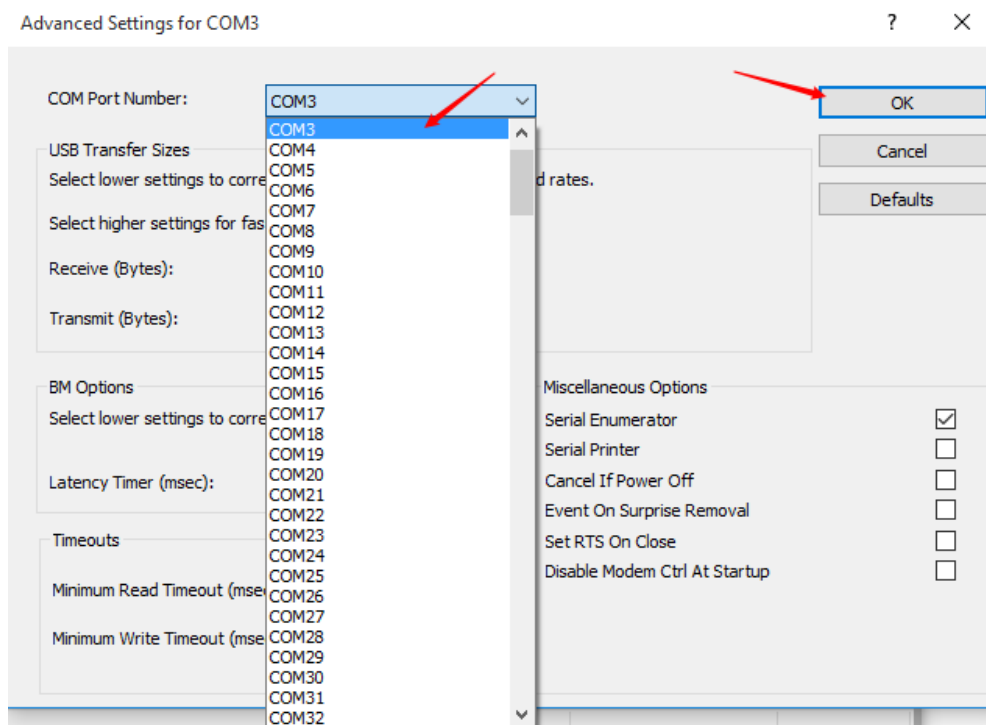 Advanced Settings for COM3
?
COM Port Number:
COM3
OK
Cancel
Defaults
COM3
COM4
COM5
COM6
COM7
COM8
COM9
COM10
COM11
COM12
COM13
COM14
COM15
COM16
COM17
COM18
COM19
COM20
COM21
COM22
COM23
COM24
COM25
COM26
COM27
COM28
COM29
COM30
COM31
COM32
USB Transfer Sizes
Select lower settings to corre d rates.
Select higher settings for fas
Receive (Bytes):
Transmit (Bytes):
BM Options
Select lower settings to corre
Latency Timer (msec):
Timeouts
Minimum Read Timeout (msec
Minimum Write Timeout (mse
Miscellaneous Options
Serial Enumerator
Serial Printer
Cancel If Power Off
Event On Surprise Removal
Set RTS On Close
Disable Modem Ctrl At Startup